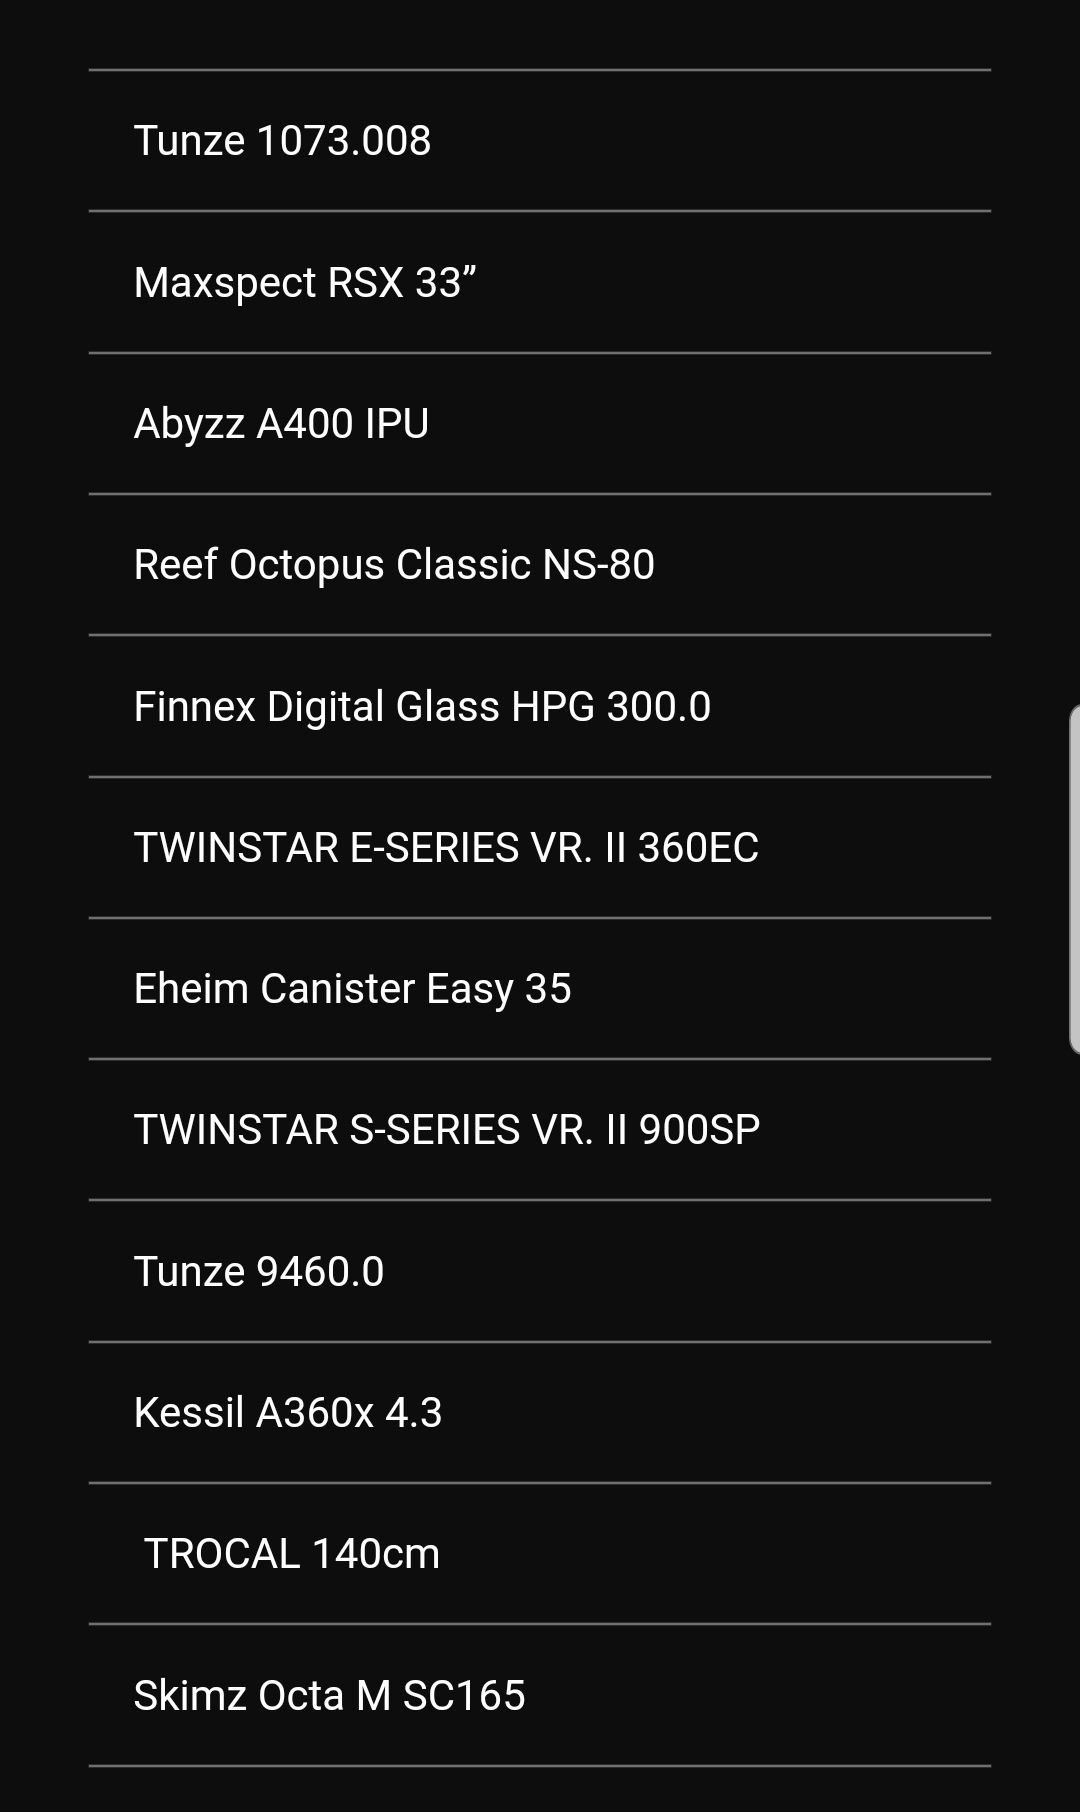 Tunze 1073.008
Maxspect RSX 33”
Abyzz A400 IPU
Reef Octopus Classic NS-80
Finnex Digital Glass HPG 300.0
TWINSTAR E-SERIES VR. II 360EC
Eheim Canister Easy 35
TWINSTAR S-SERIES VR. II 900SP
Tunze 9460.0
Kessil A360x 4.3
TROCAL 140cm
Skimz Octa M SC165